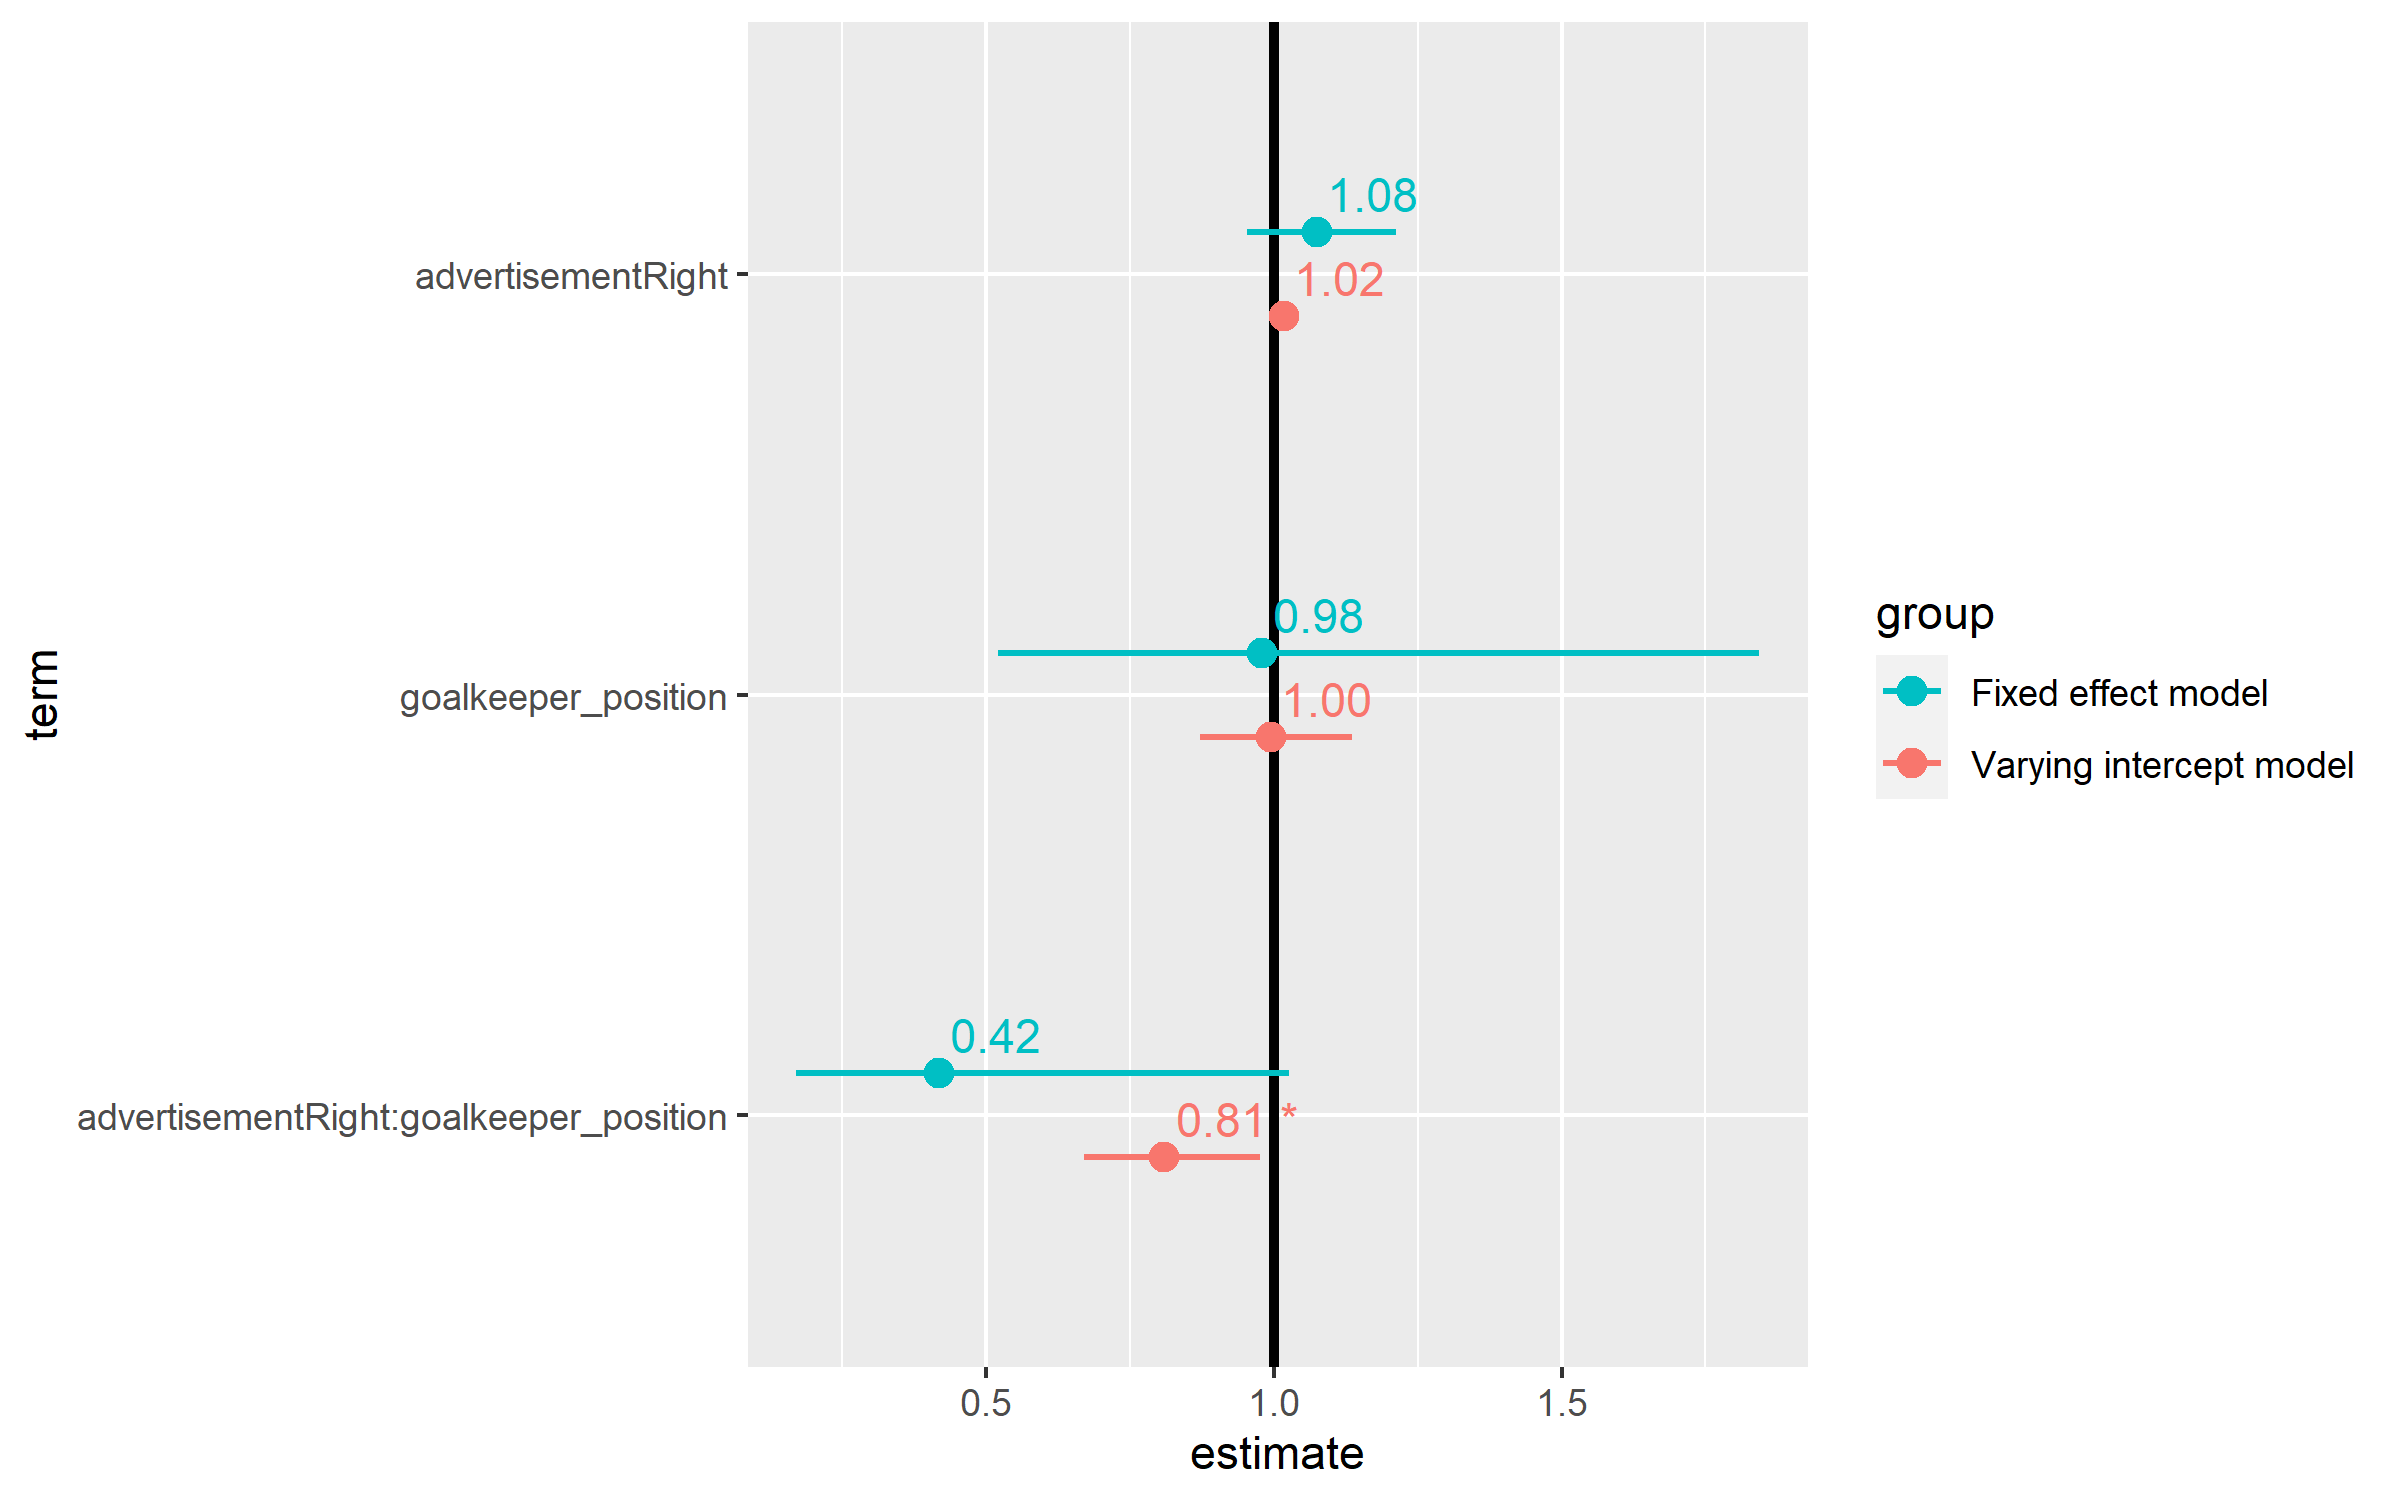 1.08
advertisementRight
1.02
0.98
goalkeeper_position
1.00
0.42
advertisementRight:goalkeeper_position
0.81 *
term
0.5
1.0
1.5
estimate
group
Fixed effect model
Varying intercept model